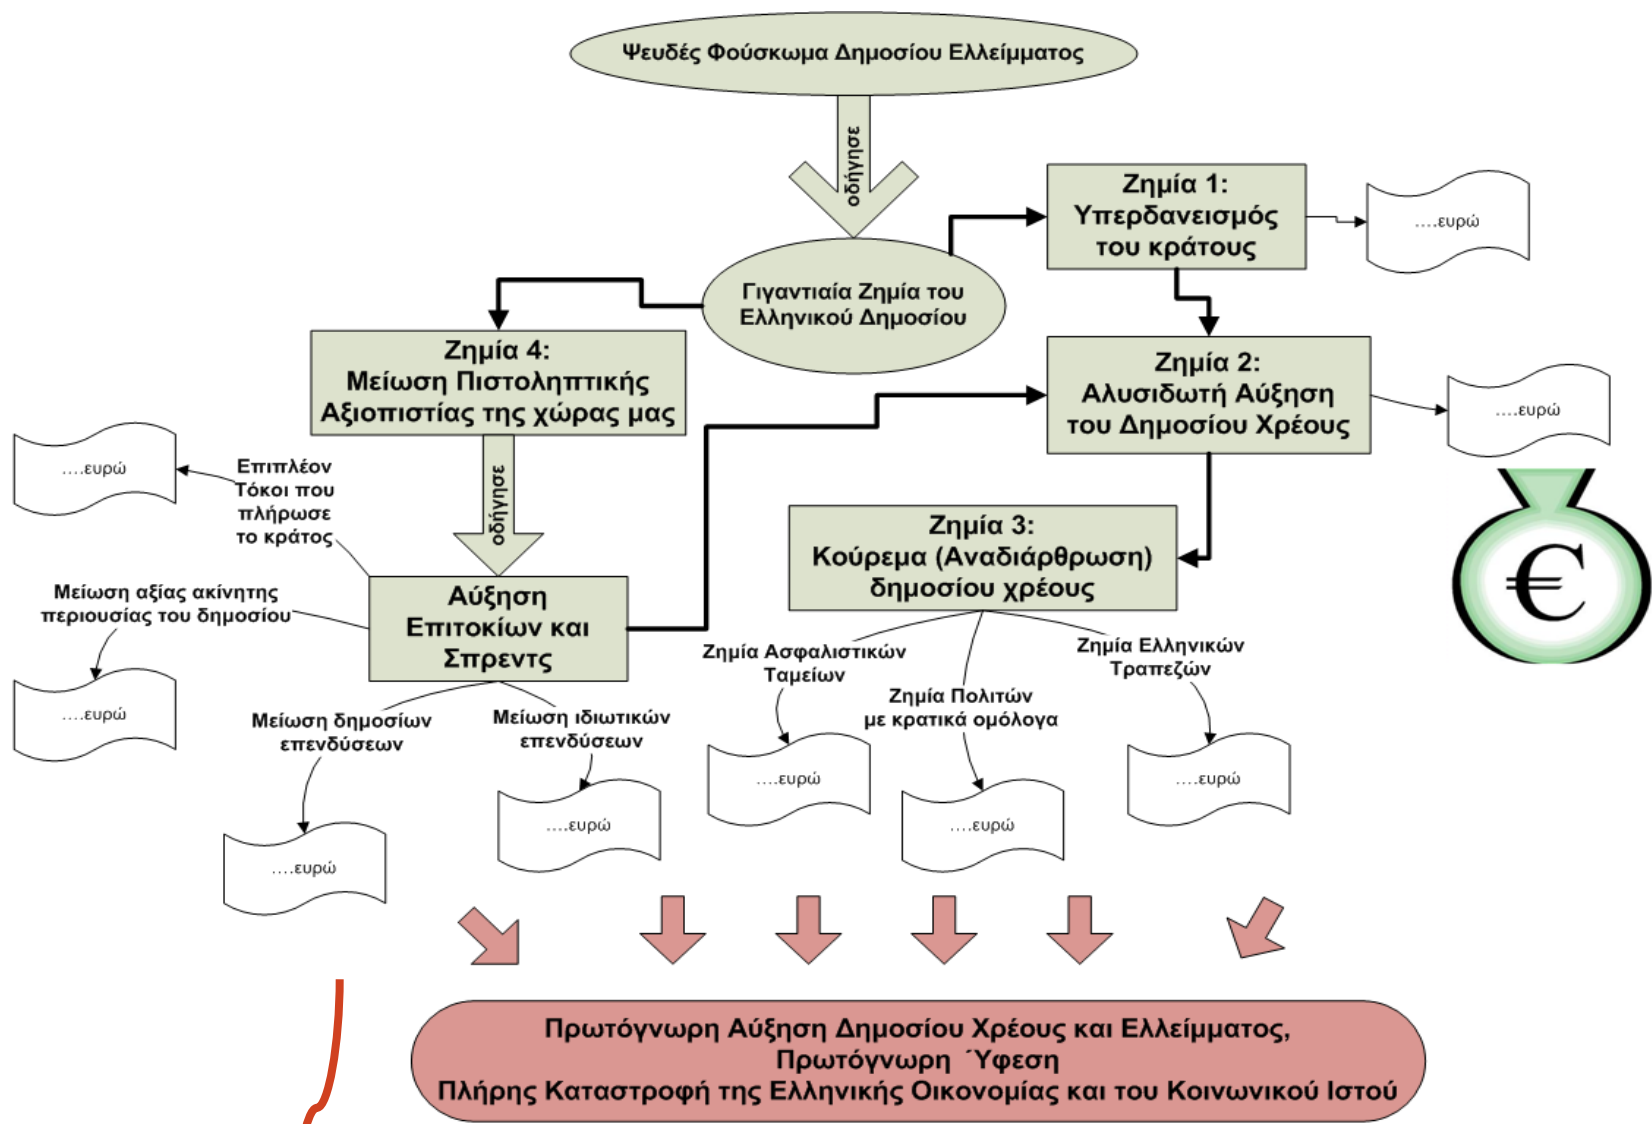 Ψευδές Φούσκωμα Δημοσίου Ελλείμματος
οδήγησε
Ζημία 1:
Υπερδανεισμός
του κράτους
....ευρώ
Γιγαντιαία Ζημία του
Ελληνικού Δημοσίου
Ζημία 4:
Μείωση Πιστοληπτικής
Αξιοπιστίας της χώρας μας
Ζημία 2:
Αλυσιδωτή Αύξηση
του Δημοσίου Χρέους
....ευρώ
οδήγησε
....ευρώ
Επιπλέον
Τόκοι που
πλήρωσε
το κράτος
Ζημία 3:
Κούρεμα (Αναδιάρθρωση)
δημοσίου χρέους
€
Μείωση αξίας ακίνητης
περιουσίας του δημοσίου
Αύξηση
Επιτοκίων και
Σπρεντς
Ζημία Ασφαλιστικών
Ταμείων
Ζημία Πολιτών
με κρατικά ομόλογα
Ζημία Ελληνικών
Τραπεζών
....ευρώ
Μείωση δημοσίων
επενδύσεων
Μείωση ιδιωτικών
επενδύσεων
....ευρώ
....ευρώ
....ευρώ
....ευρώ
....ευρώ
Πρωτόγνωρη Αύξηση Δημοσίου Χρέους και Ελλείμματος,
Πρωτόγνωρη ΄Υφεση
Πλήρης Καταστροφή της Ελληνικής Οικονομίας και του Κοινωνικού Ιστού